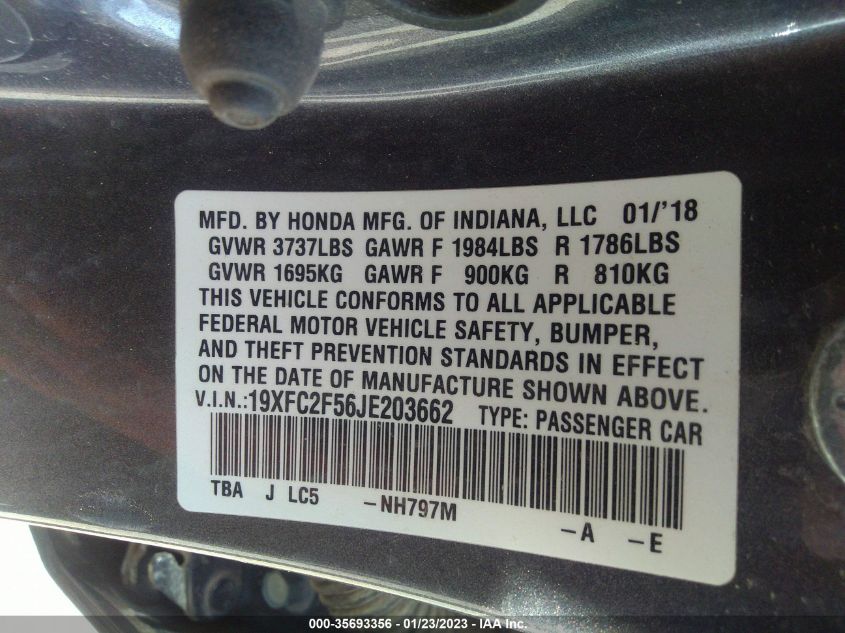 MFD. BY HONDA MFG. OF INDIANA, LLC 01/'18
GVWR 3737LBS GAWR F 1984LBS R 1786LBS
GVWR 1695KG GAWR F 900KG R 810KG
THIS VEHICLE CONFORMS TO ALL APPLICABLE
FEDERAL MOTOR VEHICLE SAFETY, BUMPER,
AND THEFT PREVENTION STANDARDS IN EFFECT
ON THE DATE OF MANUFACTURE SHOWN ABOVE.
V.I.N.:19XFC2F56JE203662 TYPE: PASSENGER CAR
TBA J LC5 -NH797M -A -E
000-35693356 - 01/23/2023 - IAA Inc.